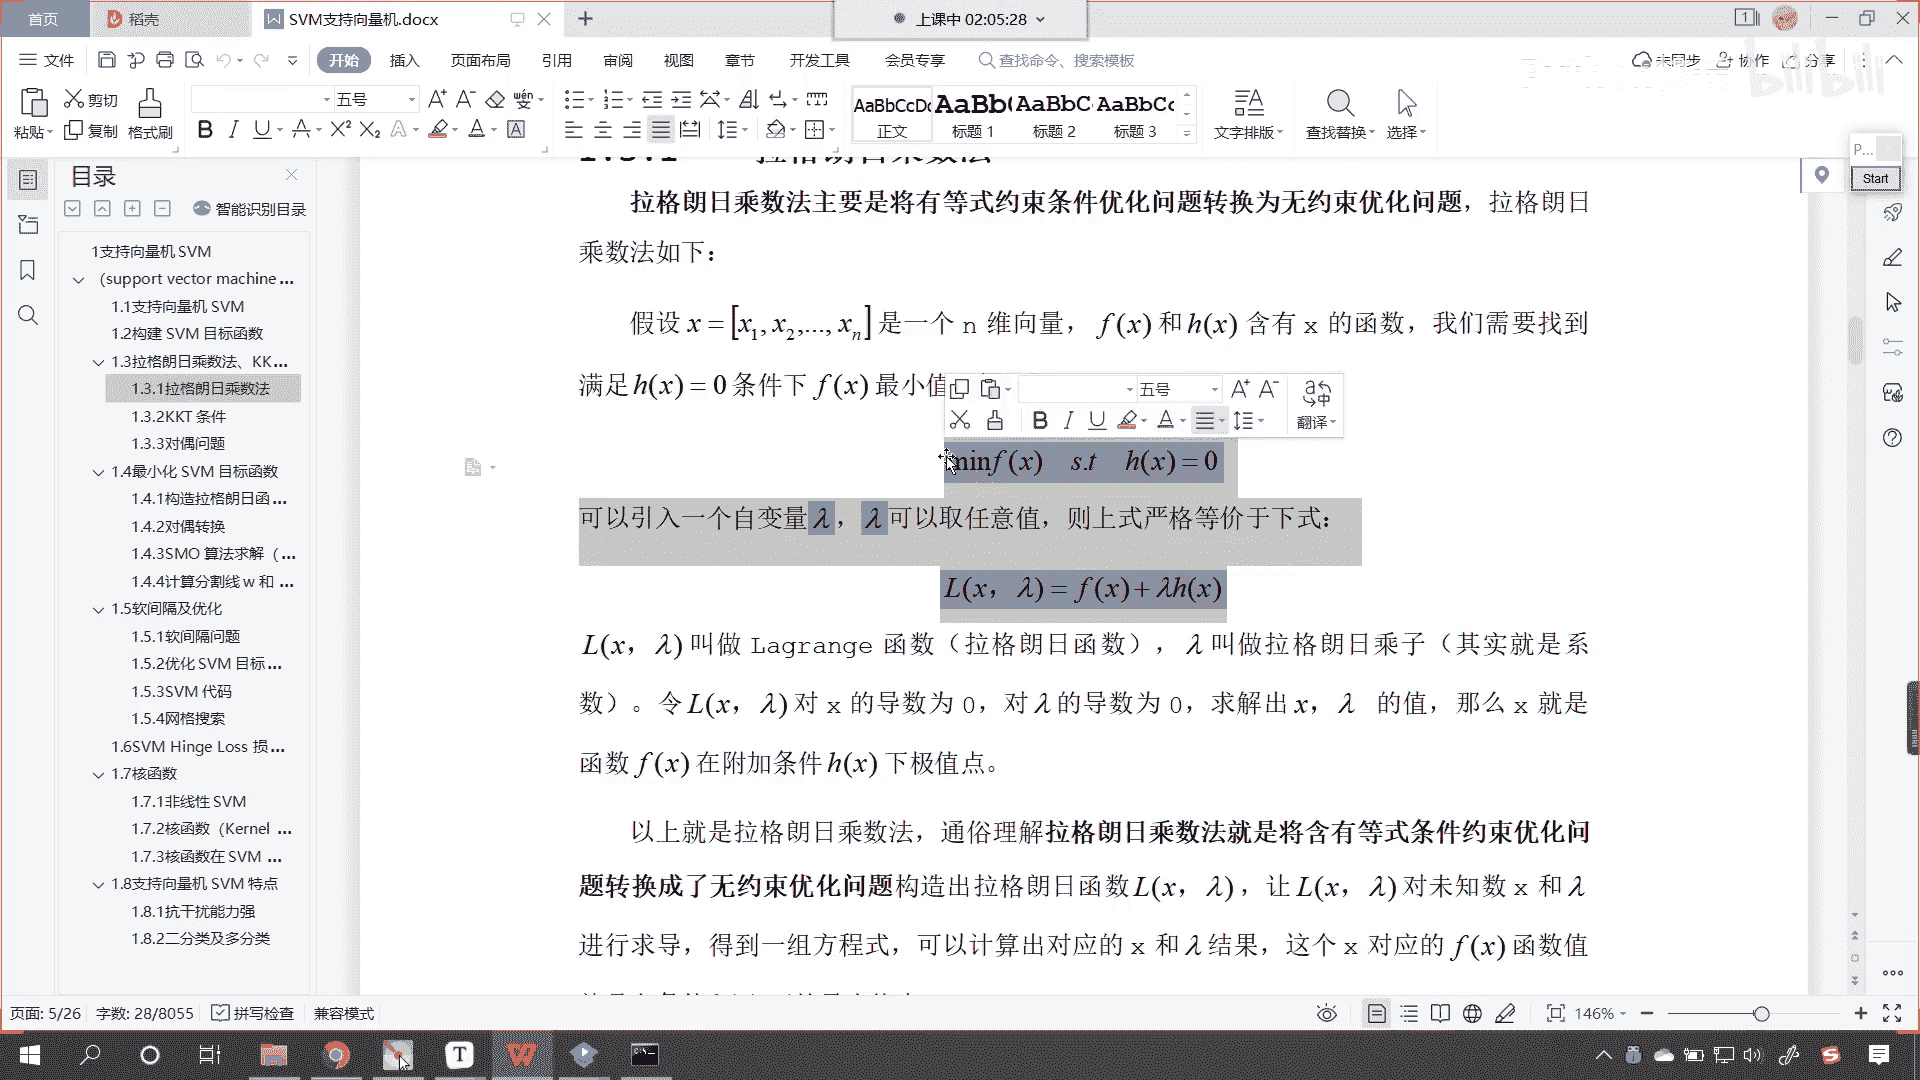 首页 稻壳 SVM支持向量机.docx 上课中 02:05:28
文件 开始 插入 页面布局 引用 审阅 视图 章节 开发工具 会员专享 查找命令、搜索模板 未同步 协作 分享
bilibili
粘贴 剪切 复制 格式刷 五号
AaBbCcDd AaBb( AaBbC AaBbCc
正文 标题 1 标题 2 标题 3 文字排版 查找替换 选择
P...
Start
目录
智能识别目录
1支持向量机 SVM
(support vector machine ...
1.1支持向量机 SVM
1.2构建 SVM 目标函数
1.3拉格朗日乘数法、KK...
1.3.1拉格朗日乘数法
1.3.2KKT 条件
1.3.3对偶问题
1.4最小化 SVM 目标函数
1.4.1构造拉格朗日函 ...
1.4.2对偶转换
1.4.3SMO 算法求解（ ...
1.4.4计算分割线 w 和 ...
1.5软间隔及优化
1.5.1软间隔问题
1.5.2优化 SVM 目标 ...
1.5.3SVM 代码
1.5.4网格搜索
1.6SVM Hinge Loss 损...
1.7核函数
1.7.1非线性 SVM
1.7.2核函数（Kernel ...
1.7.3核函数在 SVM ...
1.8支持向量机 SVM 特点
1.8.1抗干扰能力强
1.8.2二分类及多分类
1.3.1 拉格朗日乘数法
拉格朗日乘数法主要是将有等式约束条件优化问题转换为无约束优化问题，拉格朗日
乘数法如下：
假设 x = [x₁, x₂,..., xₙ] 是一个 n 维向量， f(x) 和 h(x) 含有 x 的函数，我们需要找到
满足 h(x) = 0 条件下 f(x) 最小值
五号
翻译
min f(x) s.t h(x) = 0
可以引入一个自变量 λ，λ 可以取任意值，则上式严格等价于下式：
L(x，λ) = f(x) + λh(x)
L(x，λ) 叫做 Lagrange 函数（拉格朗日函数），λ 叫做拉格朗日乘子（其实就是系
数）。令 L(x，λ) 对 x 的导数为 0，对 λ 的导数为 0，求解出 x，λ 的值，那么 x 就是
函数 f(x) 在附加条件 h(x) 下极值点。
以上就是拉格朗日乘数法，通俗理解拉格朗日乘数法就是将含有等式条件约束优化问
题转换成了无约束优化问题构造出拉格朗日函数 L(x，λ)，让 L(x，λ) 对未知数 x 和 λ
进行求导，得到一组方程式，可以计算出对应的 x 和 λ 结果，这个 x 对应的 f(x) 函数值
页面: 5/26 字数: 28/8055 拼写检查 兼容模式 146%